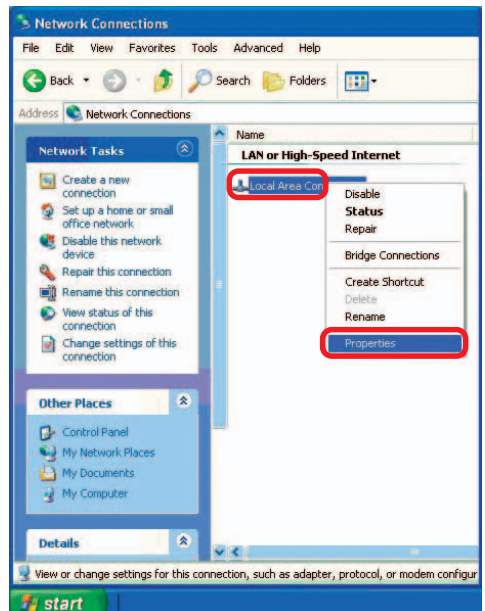 Network Connections
File Edit View Favorites Tools Advanced Help
Back Search Folders
Address Network Connections
Network Tasks
Create a new
connection
Set up a home or small
office network
Disable this network
device
Repair this connection
Rename this connection
View status of this
connection
Change settings of this
connection
Other Places
Control Panel
My Network Places
My Documents
My Computer
Details
Name
LAN or High-Speed Internet
Local Area Con
Disable
Status
Repair
Bridge Connections
Create Shortcut
Delete
Rename
Properties
View or change settings for this connection, such as adapter, protocol, or modem configur
start